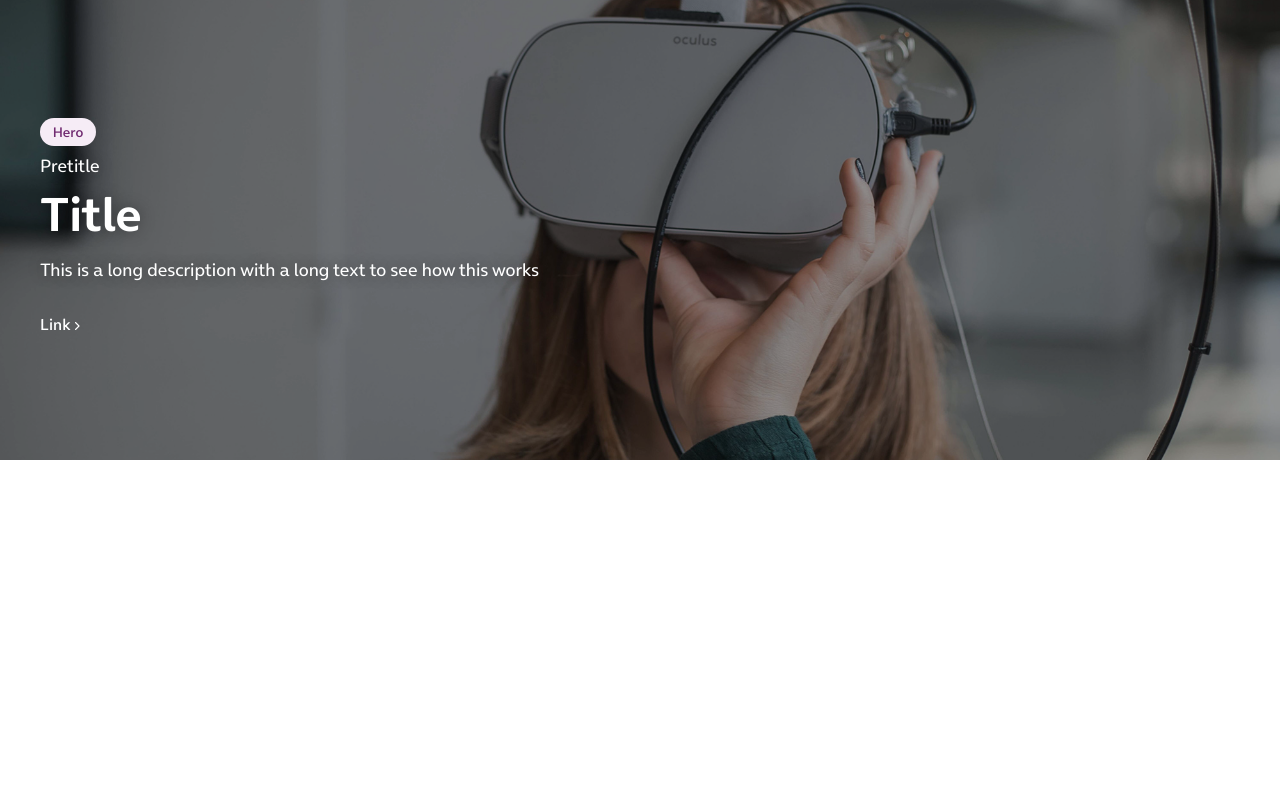 oculus
Hero
Pretitle
Title
This is a long description with a long text to see how this works
Link >